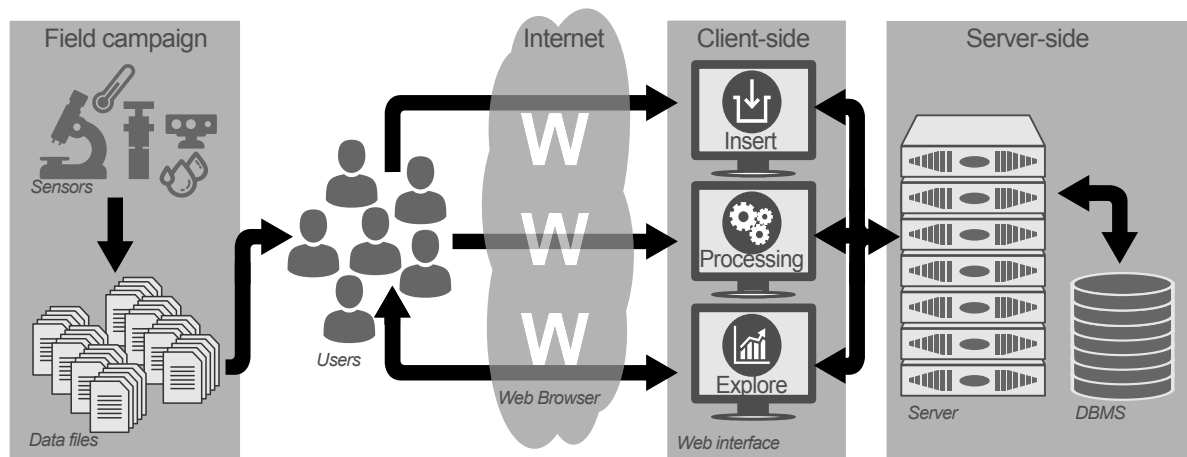 Field campaign
Sensors
Data files
Users
Internet
W
W
W
Web Browser
Client-side
Insert
Processing
Explore
Web interface
Server-side
Server
DBMS